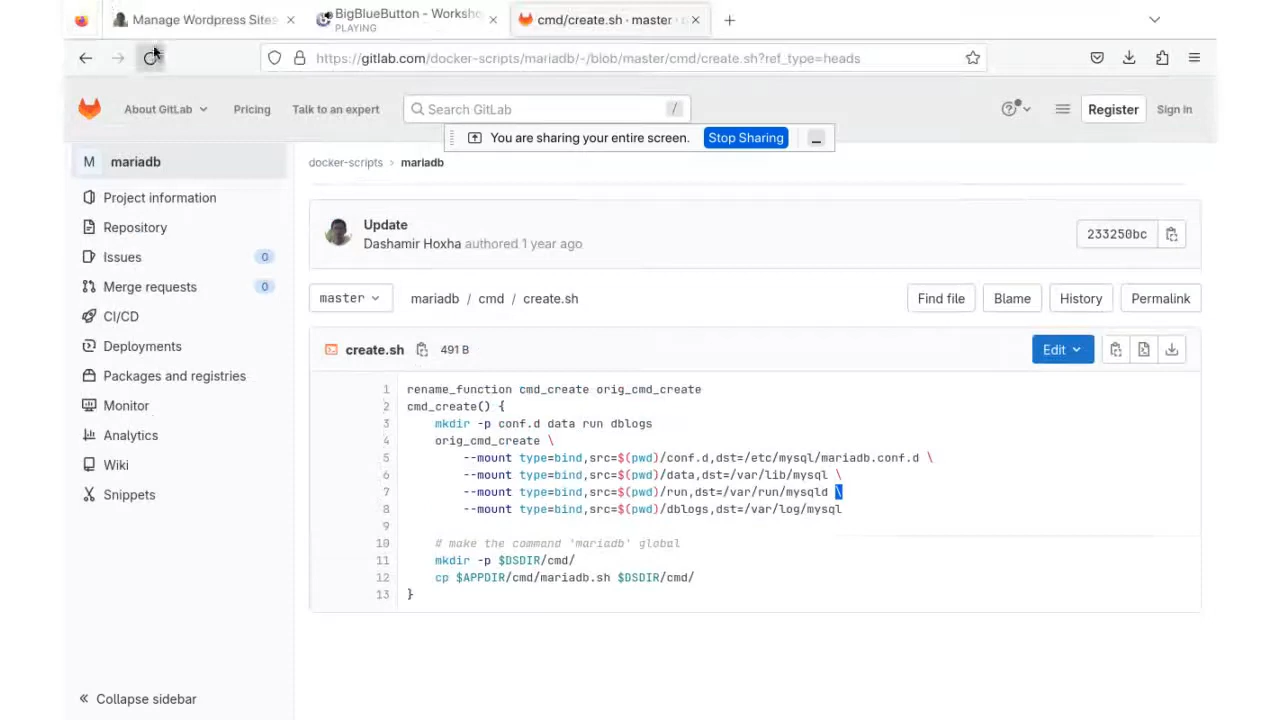 Manage Wordpress Sites
BigBlueButton - Worksho
PLAYING
cmd/create.sh · master ·
https://gitlab.com/docker-scripts/mariadb/-/blob/master/cmd/create.sh?ref_type=heads
About GitLab
Pricing
Talk to an expert
Search GitLab
/
Register
Sign in
You are sharing your entire screen.
Stop Sharing
M
mariadb
docker-scripts › mariadb
Project information
Repository
Issues
0
Merge requests
0
CI/CD
Deployments
Packages and registries
Monitor
Analytics
Wiki
Snippets
Collapse sidebar
Update
Dashamir Hoxha authored 1 year ago
233250bc
master
mariadb / cmd / create.sh
Find file
Blame
History
Permalink
create.sh
491 B
Edit
1 rename_function cmd_create orig_cmd_create
2 cmd_create() {
3 mkdir -p conf.d data run dblogs
4 orig_cmd_create \
5 --mount type=bind,src=$(pwd)/conf.d,dst=/etc/mysql/mariadb.conf.d \
6 --mount type=bind,src=$(pwd)/data,dst=/var/lib/mysql \
7 --mount type=bind,src=$(pwd)/run,dst=/var/run/mysqld \
8 --mount type=bind,src=$(pwd)/dblogs,dst=/var/log/mysql
9
10 # make the command 'mariadb' global
11 mkdir -p $DSDIR/cmd/
12 cp $APPDIR/cmd/mariadb.sh $DSDIR/cmd/
13 }